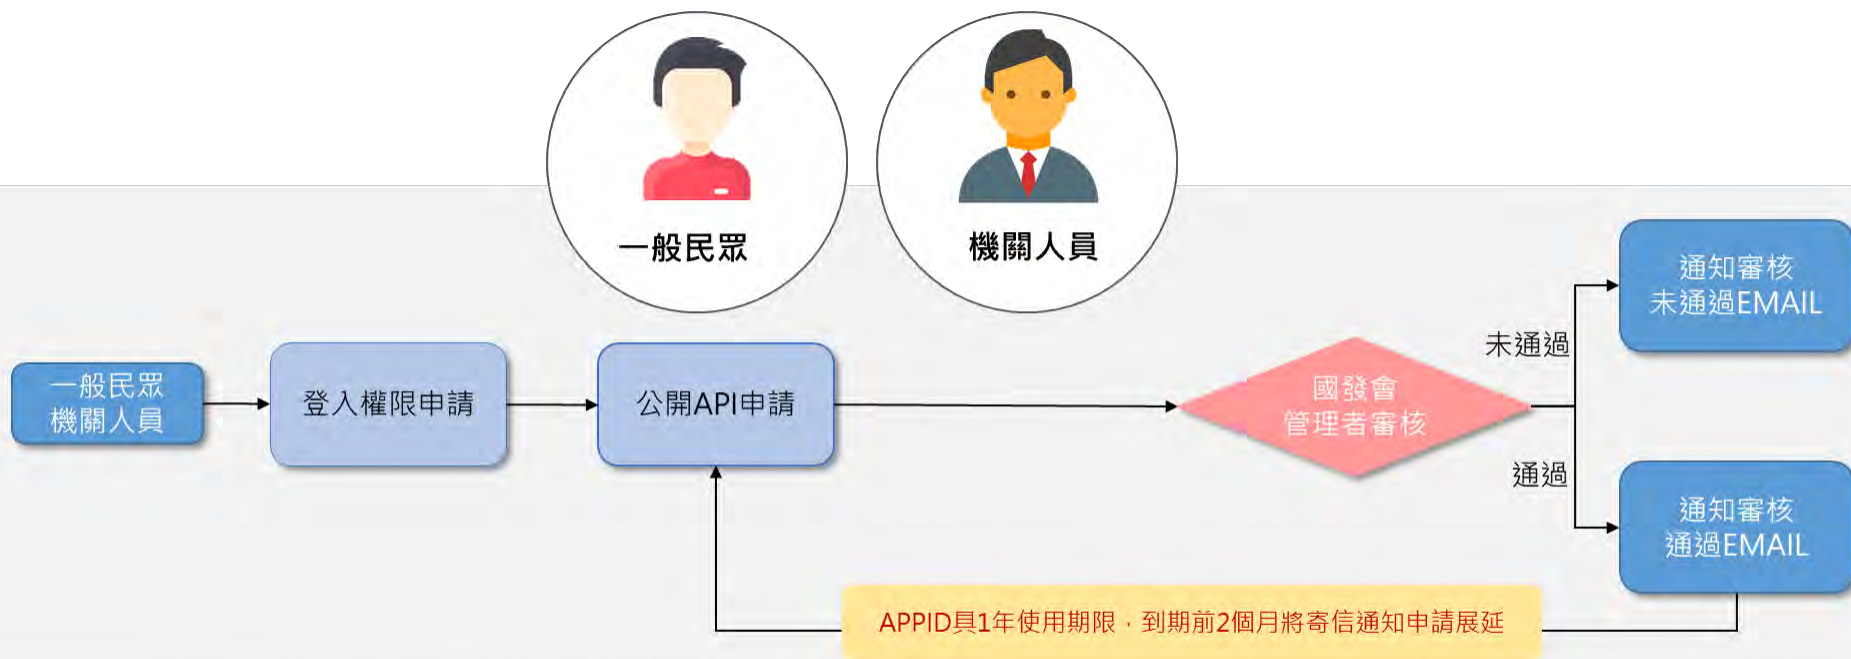 一般民眾
機關人員
一般民眾
機關人員
登入權限申請
公開API申請
國發會
管理者審核
未通過
通知審核
未通過EMAIL
通過
通知審核
通過EMAIL
APPID具1年使用期限，到期前2個月將寄信通知申請展延